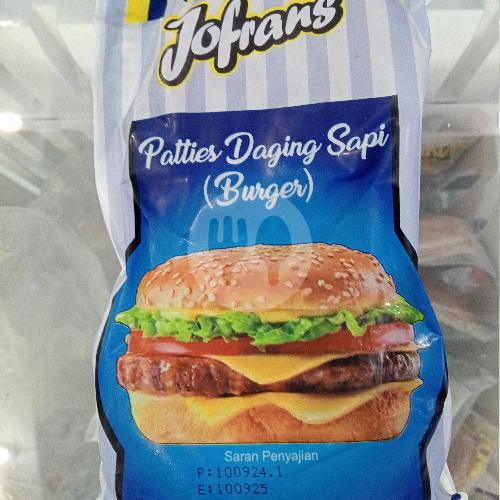 Jofrans
Patties Daging Sapi
(Burger)
Saran Penyajian
P:100924.1
E:100925